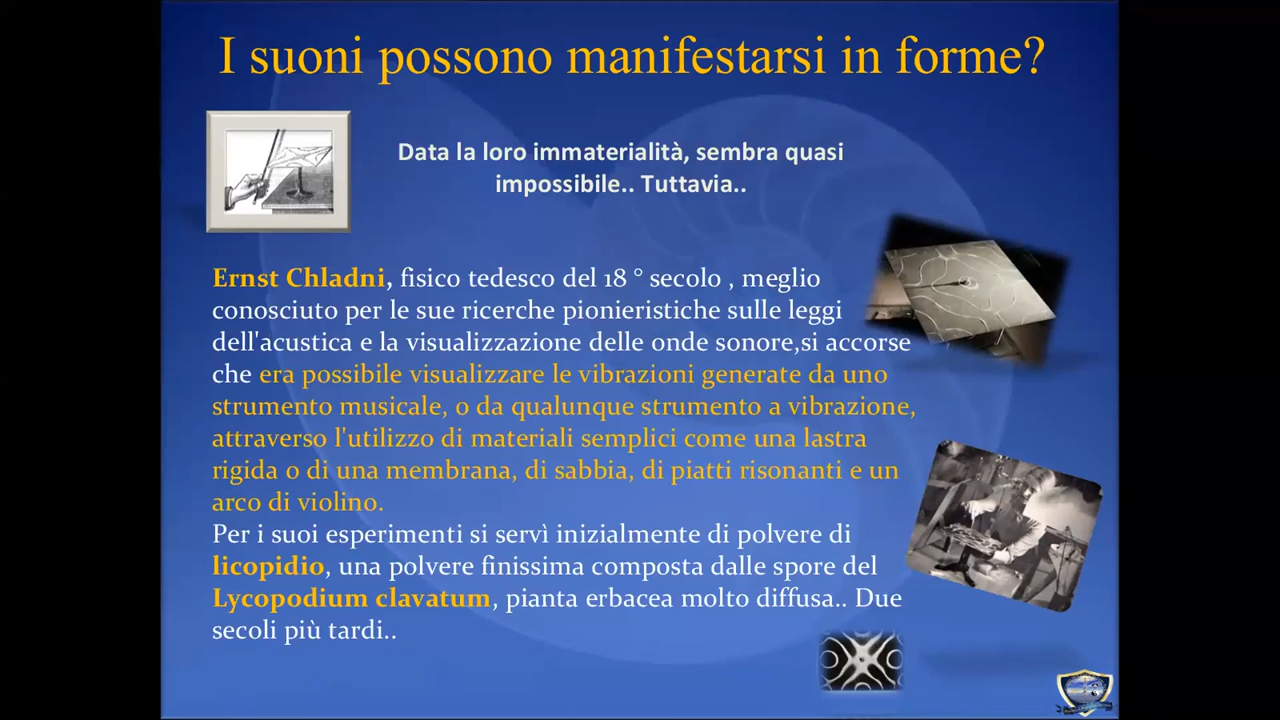 I suoni possono manifestarsi in forme?
Data la loro immaterialità, sembra quasi
impossibile.. Tuttavia..
Ernst Chladni, fisico tedesco del 18 ° secolo , meglio
conosciuto per le sue ricerche pionieristiche sulle leggi
dell'acustica e la visualizzazione delle onde sonore,si accorse
che era possibile visualizzare le vibrazioni generate da uno
strumento musicale, o da qualunque strumento a vibrazione,
attraverso l'utilizzo di materiali semplici come una lastra
rigida o di una membrana, di sabbia, di piatti risonanti e un
arco di violino.
Per i suoi esperimenti si servì inizialmente di polvere di
licopidio, una polvere finissima composta dalle spore del
Lycopodium clavatum, pianta erbacea molto diffusa.. Due
secoli più tardi..